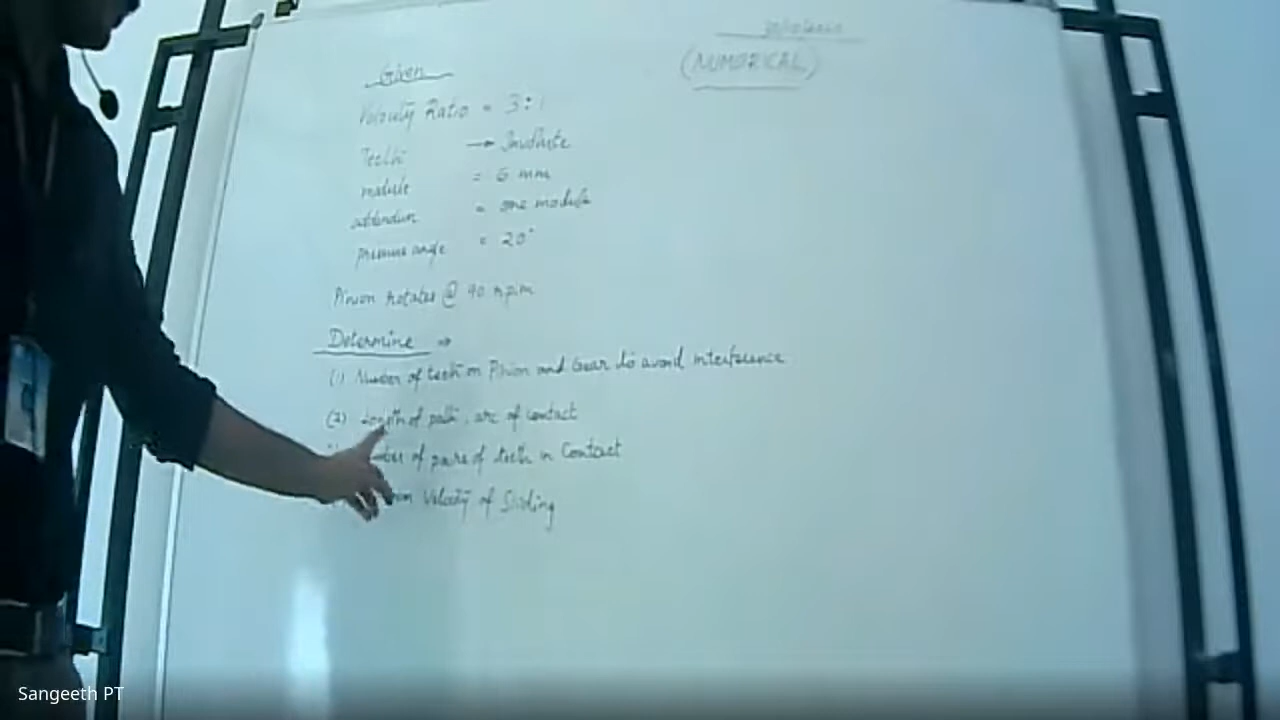 (NUMERICAL)
Given
Velocity Ratio = 3:1
Teeth → Involute
module = 6 mm
addendum = one module
pressure angle = 20°
Pinion rotates @ 90 r.p.m
Determine ⇒
(1) Number of teeth on Pinion and Gear to avoid interference
(2) Length of path, arc of contact
of pairs of teeth in Contact
Velocity of Sliding
Sangeeth PT